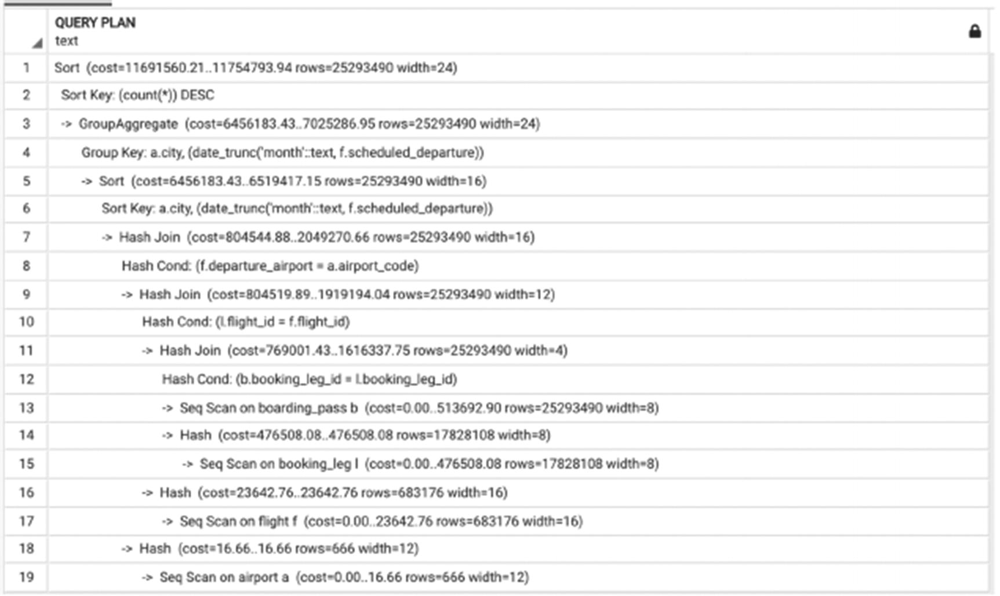 QUERY PLAN
text
1 Sort (cost=11691560.21..11754793.94 rows=25293490 width=24)
2 Sort Key: (count(*)) DESC
3 -> GroupAggregate (cost=6456183.43..7025286.95 rows=25293490 width=24)
4 Group Key: a.city, (date_trunc('month'::text, f.scheduled_departure))
5 -> Sort (cost=6456183.43..6519417.15 rows=25293490 width=16)
6 Sort Key: a.city, (date_trunc('month'::text, f.scheduled_departure))
7 -> Hash Join (cost=804544.88..2049270.66 rows=25293490 width=16)
8 Hash Cond: (f.departure_airport = a.airport_code)
9 -> Hash Join (cost=804519.89..1919194.04 rows=25293490 width=12)
10 Hash Cond: (l.flight_id = f.flight_id)
11 -> Hash Join (cost=769001.43..1616337.75 rows=25293490 width=4)
12 Hash Cond: (b.booking_leg_id = l.booking_leg_id)
13 -> Seq Scan on boarding_pass b (cost=0.00..513692.90 rows=25293490 width=8)
14 -> Hash (cost=476508.08..476508.08 rows=17828108 width=8)
15 -> Seq Scan on booking_leg l (cost=0.00..476508.08 rows=17828108 width=8)
16 -> Hash (cost=23642.76..23642.76 rows=683176 width=16)
17 -> Seq Scan on flight f (cost=0.00..23642.76 rows=683176 width=16)
18 -> Hash (cost=16.66..16.66 rows=666 width=12)
19 -> Seq Scan on airport a (cost=0.00..16.66 rows=666 width=12)